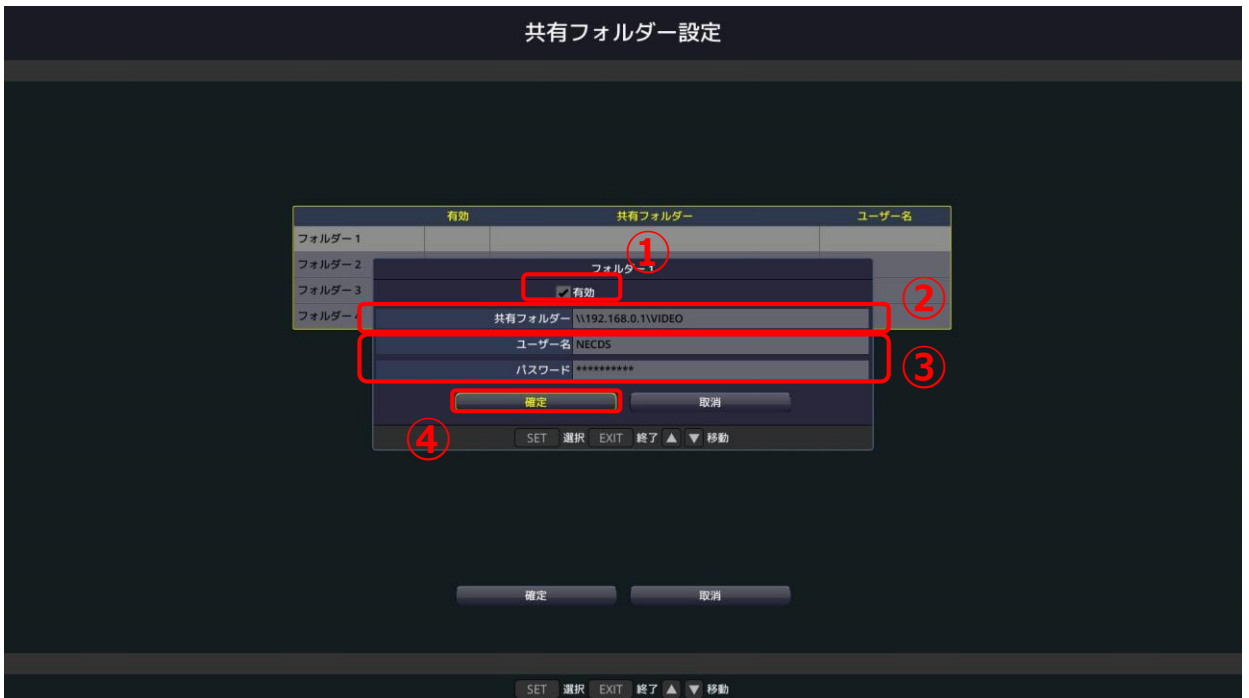 共有フォルダー設定
有効 共有フォルダー ユーザー名
フォルダー 1
①
フォルダー 2
フォルダー 1
フォルダー 3
有効
②
フォルダー
共有フォルダー \\192.168.0.1\VIDEO
ユーザー名 NECDS
③
パスワード **********
確定 取消
④
SET 選択 EXIT 終了 ▲ ▼ 移動
確定 取消
SET 選択 EXIT 終了 ▲ ▼ 移動